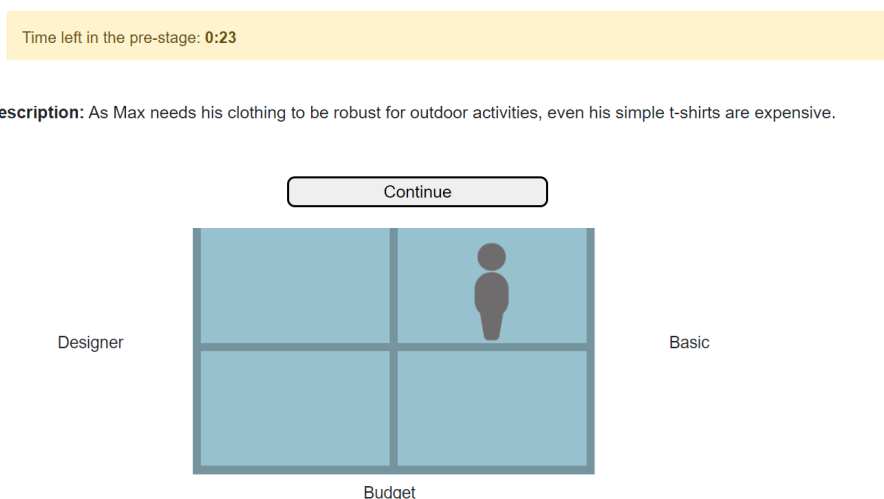 Time left in the pre-stage: 0:23
escription: As Max needs his clothing to be robust for outdoor activities, even his simple t-shirts are expensive.
Continue
Designer
Basic
Budget